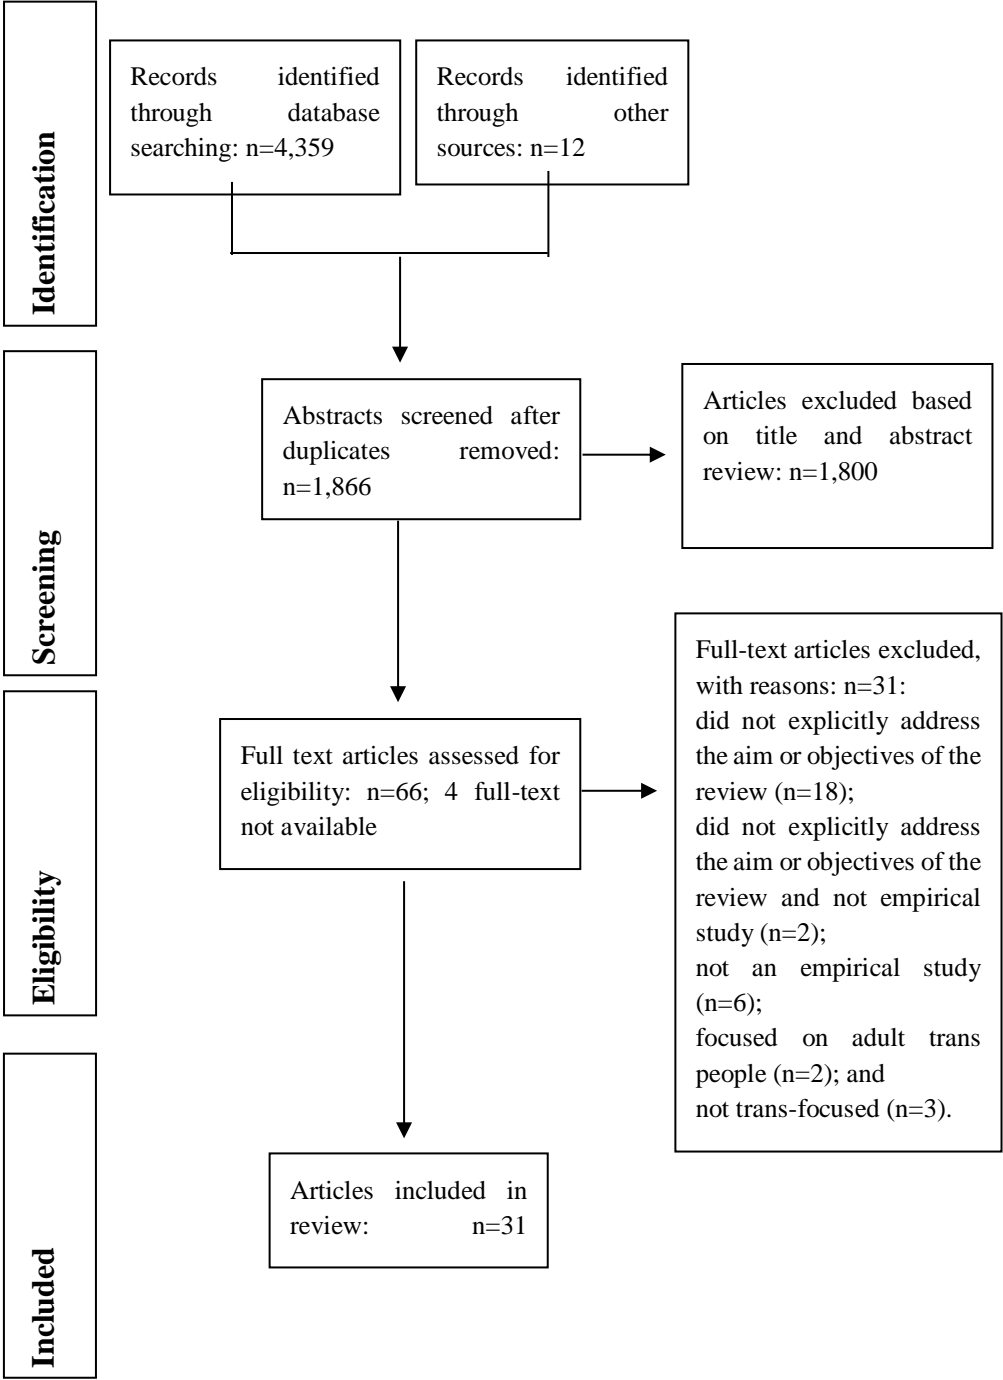 Identification
Records identified
through database
searching: n=4,359
Records identified
through other
sources: n=12
Screening
Abstracts screened after
duplicates removed:
n=1,866
Articles excluded based
on title and abstract
review: n=1,800
Eligibility
Full text articles assessed for
eligibility: n=66; 4 full-text
not available
Full-text articles excluded,
with reasons: n=31:
did not explicitly address
the aim or objectives of the
review (n=18);
did not explicitly address
the aim or objectives of the
review and not empirical
study (n=2);
not an empirical study
(n=6);
focused on adult trans
people (n=2); and
not trans-focused (n=3).
Included
Articles included in
review: n=31